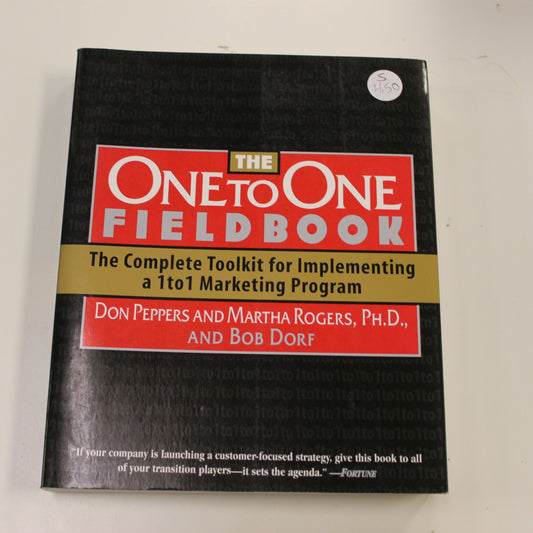 S
4.50
THE
ONE TO ONE
FIELDBOOK
The Complete Toolkit for Implementing
a 1to1 Marketing Program
DON PEPPERS AND MARTHA ROGERS, PH.D.,
AND BOB DORF
"If your company is launching a customer-focused strategy, give this book to all
of your transition players—it sets the agenda." —FORTUNE